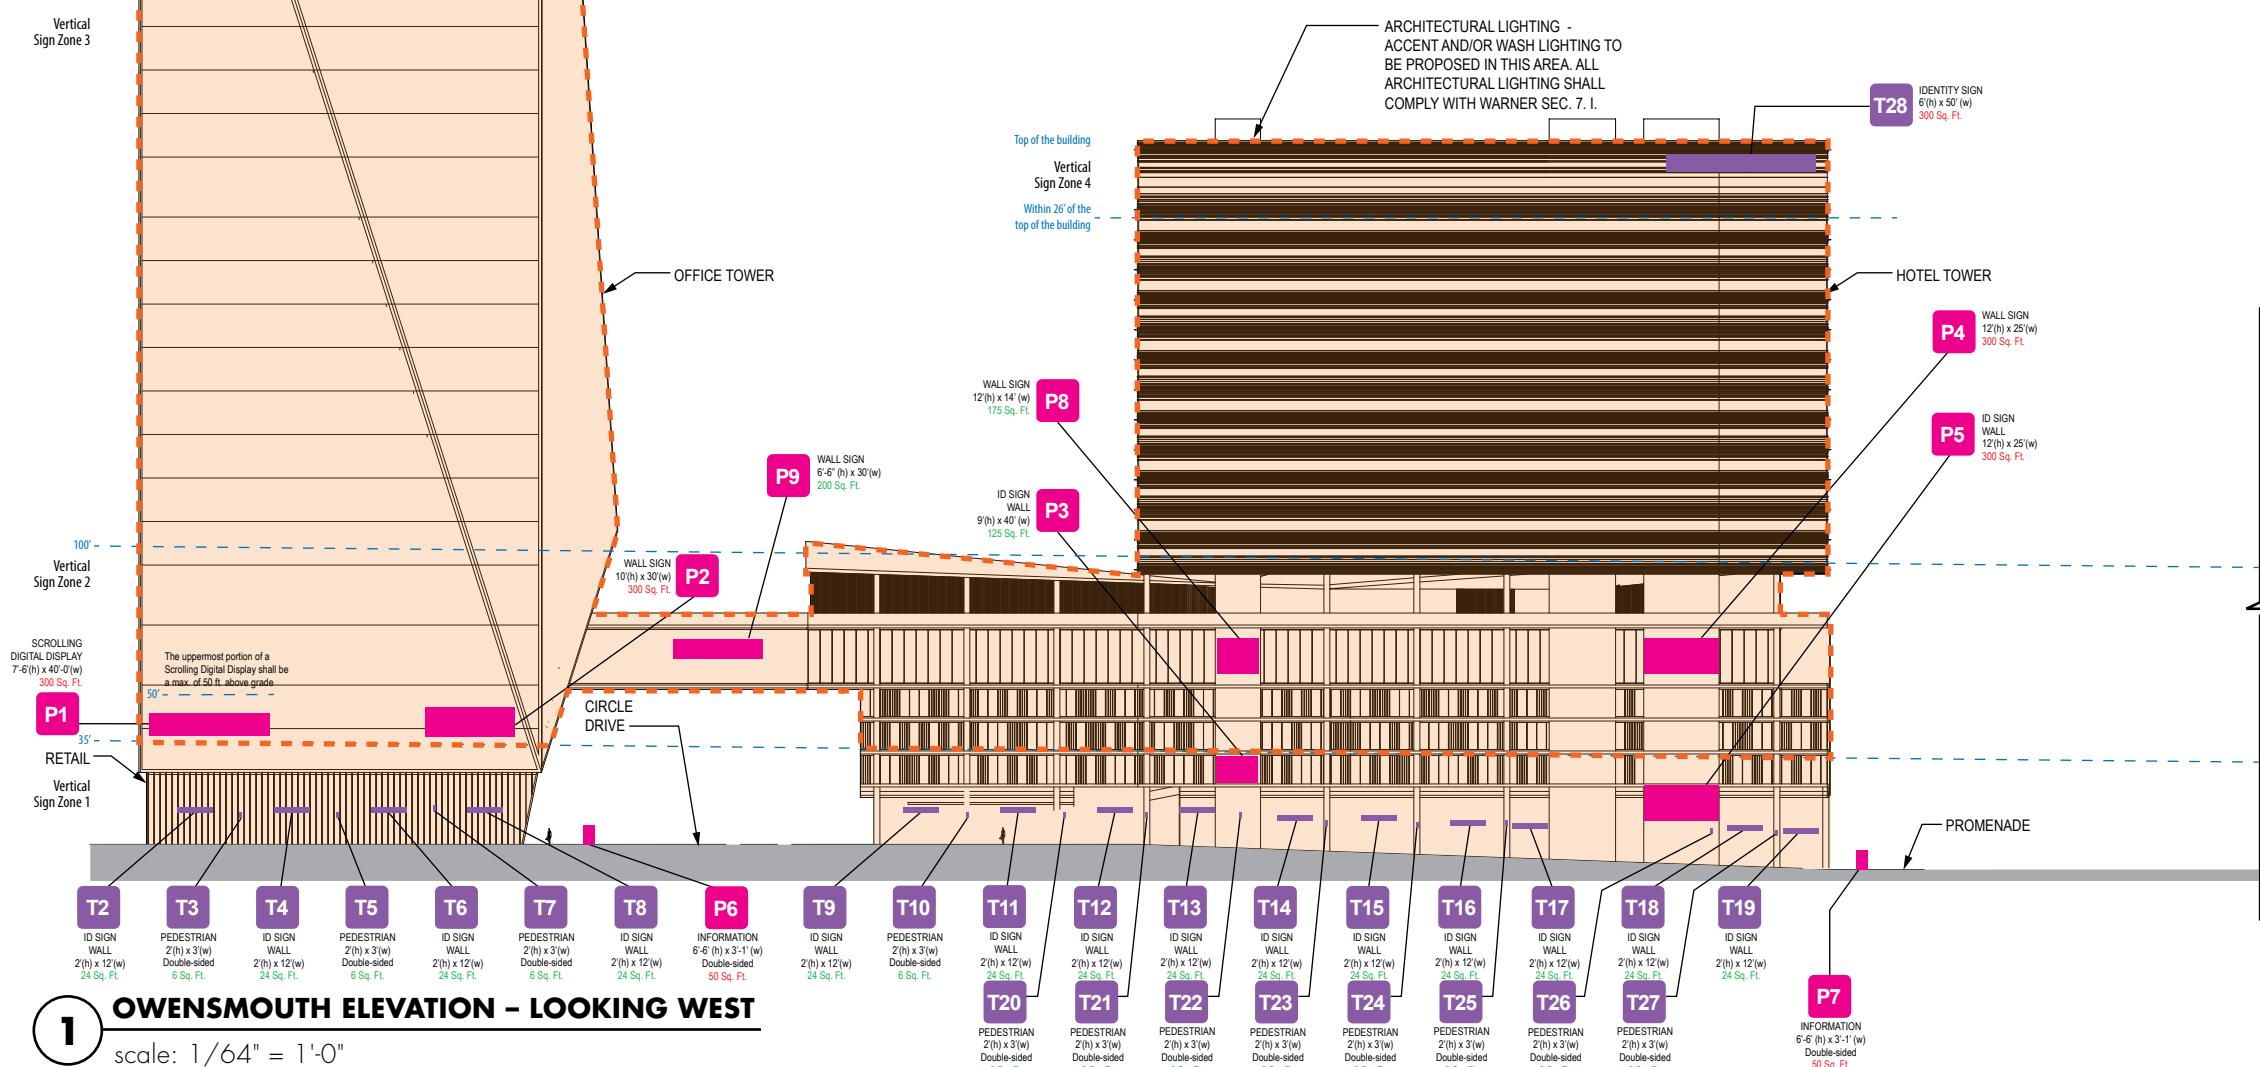 Vertical
Sign Zone 3
ARCHITECTURAL LIGHTING -
ACCENT AND/OR WASH LIGHTING TO
BE PROPOSED IN THIS AREA. ALL
ARCHITECTURAL LIGHTING SHALL
COMPLY WITH WARNER SEC. 7. I.
T28
IDENTITY SIGN
6'(h) x 50' (w)
300 Sq. Ft.
Top of the building
Vertical
Sign Zone 4
Within 26' of the
top of the building
OFFICE TOWER
HOTEL TOWER
P4
WALL SIGN
12'(h) x 25'(w)
300 Sq. Ft.
WALL SIGN
12'(h) x 14' (w)
175 Sq. Ft.
P8
P5
ID SIGN
WALL
12'(h) x 25'(w)
300 Sq. Ft.
P9
WALL SIGN
6'-6" (h) x 30'(w)
200 Sq. Ft.
ID SIGN
WALL
9'(h) x 40' (w)
125 Sq. Ft.
P3
100'
Vertical
Sign Zone 2
WALL SIGN
10'(h) x 30'(w)
300 Sq. Ft.
P2
SCROLLING
DIGITAL DISPLAY
7'-6'(h) x 40'-0'(w)
300 Sq. Ft.
P1
The uppermost portion of a
Scrolling Digital Display shall be
a max. of 50 ft. above grade
50'
35'
CIRCLE
DRIVE
RETAIL
Vertical
Sign Zone 1
PROMENADE
T2
ID SIGN
WALL
2'(h) x 12'(w)
24 Sq. Ft.
T3
PEDESTRIAN
2'(h) x 3'(w)
Double-sided
6 Sq. Ft.
T4
ID SIGN
WALL
2'(h) x 12'(w)
24 Sq. Ft.
T5
PEDESTRIAN
2'(h) x 3'(w)
Double-sided
6 Sq. Ft.
T6
ID SIGN
WALL
2'(h) x 12'(w)
24 Sq. Ft.
T7
PEDESTRIAN
2'(h) x 3'(w)
Double-sided
6 Sq. Ft.
T8
ID SIGN
WALL
2'(h) x 12'(w)
24 Sq. Ft.
P6
INFORMATION
6'-6' (h) x 3'-1' (w)
Double-sided
50 Sq. Ft.
T9
ID SIGN
WALL
2'(h) x 12'(w)
24 Sq. Ft.
T10
PEDESTRIAN
2'(h) x 3'(w)
Double-sided
6 Sq. Ft.
T11
ID SIGN
WALL
2'(h) x 12'(w)
24 Sq. Ft.
T12
ID SIGN
WALL
2'(h) x 12'(w)
24 Sq. Ft.
T13
ID SIGN
WALL
2'(h) x 12'(w)
24 Sq. Ft.
T14
ID SIGN
WALL
2'(h) x 12'(w)
24 Sq. Ft.
T15
ID SIGN
WALL
2'(h) x 12'(w)
24 Sq. Ft.
T16
ID SIGN
WALL
2'(h) x 12'(w)
24 Sq. Ft.
T17
ID SIGN
WALL
2'(h) x 12'(w)
24 Sq. Ft.
T18
ID SIGN
WALL
2'(h) x 12'(w)
24 Sq. Ft.
T19
ID SIGN
WALL
2'(h) x 12'(w)
24 Sq. Ft.
T20
PEDESTRIAN
2'(h) x 3'(w)
Double-sided
T21
PEDESTRIAN
2'(h) x 3'(w)
Double-sided
T22
PEDESTRIAN
2'(h) x 3'(w)
Double-sided
T23
PEDESTRIAN
2'(h) x 3'(w)
Double-sided
T24
PEDESTRIAN
2'(h) x 3'(w)
Double-sided
T25
PEDESTRIAN
2'(h) x 3'(w)
Double-sided
T26
PEDESTRIAN
2'(h) x 3'(w)
Double-sided
T27
PEDESTRIAN
2'(h) x 3'(w)
Double-sided
P7
INFORMATION
6'-6' (h) x 3'-1' (w)
Double-sided
50 Sq. Ft.
1
OWENSMOUTH ELEVATION – LOOKING WEST
scale: 1/64" = 1'-0"